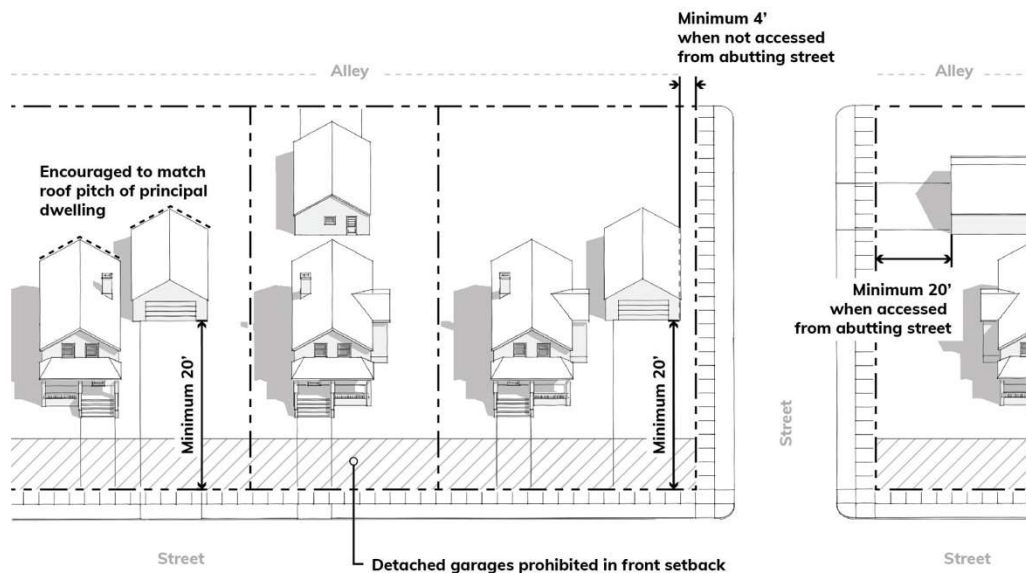 Minimum 4’
when not accessed
from abutting street
Alley
Alley
Encouraged to match
roof pitch of principal
dwelling
Minimum 20’
when accessed
from abutting street
Minimum 20’
Minimum 20’
Street
Street
Detached garages prohibited in front setback
Street